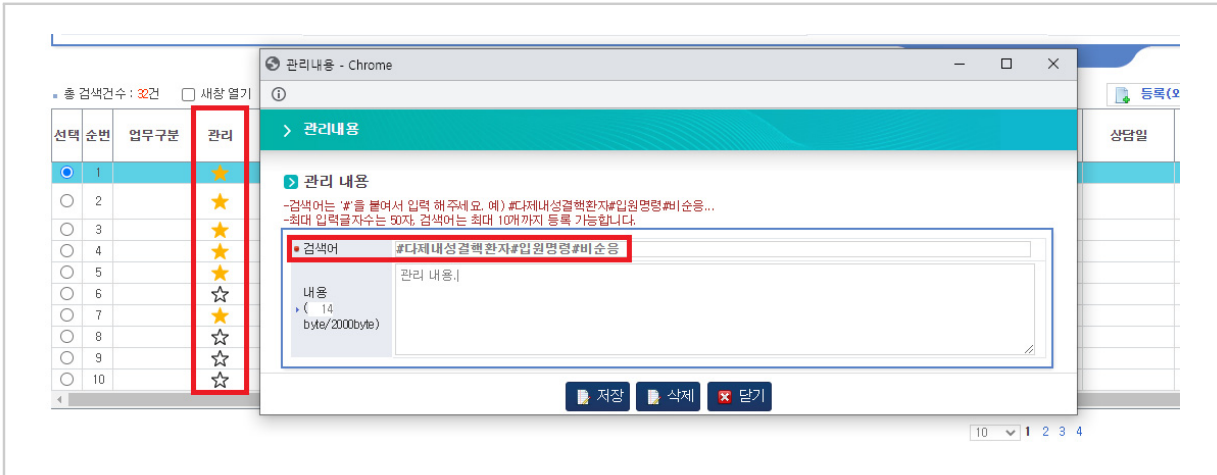 관리내용 - Chrome
총 검색건수 : 32건 새창 열기
등록(외
선택 순번 업무구분 관리 상담일
관리내용
1
2
3
4
5
6
7
8
9
10
관리 내용
-검색어는 '#'을 붙여서 입력 해주세요. 예) #다제내성결핵환자#입원명령#비순응...
-최대 입력글자수는 50자, 검색어는 최대 10개까지 등록 가능합니다.
검색어 #다제내성결핵환자#입원명령#비순응
내용
( 14
byte/2000byte)
관리 내용.
저장 삭제 닫기
10 1 2 3 4